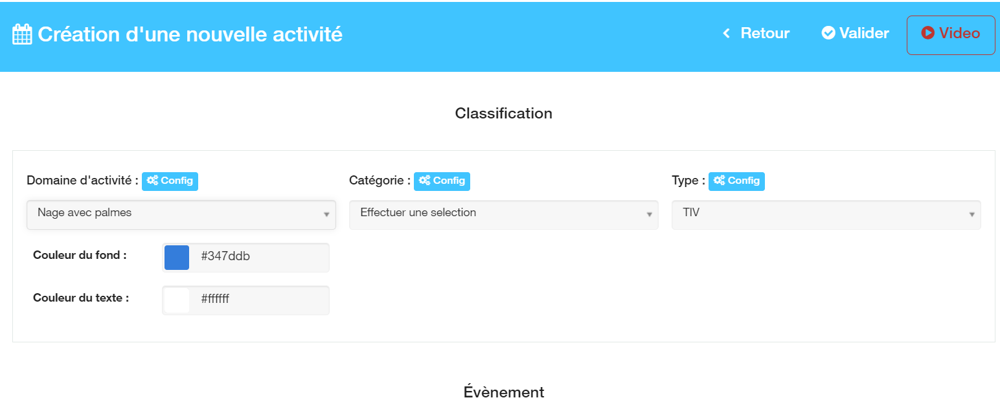 Création d'une nouvelle activité
Retour
Valider
Video
Classification
Domaine d'activité : Config
Catégorie : Config
Type : Config
Nage avec palmes
Effectuer une selection
TIV
Couleur du fond : #347ddb
Couleur du texte : #ffffff
Évènement